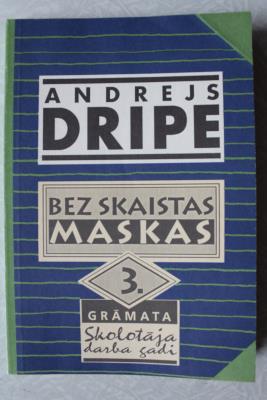 ANDREJS
DRIPE
BEZ SKAISTAS
MASKAS
3.
GRĀMATA
Skolotāja
darba gadi